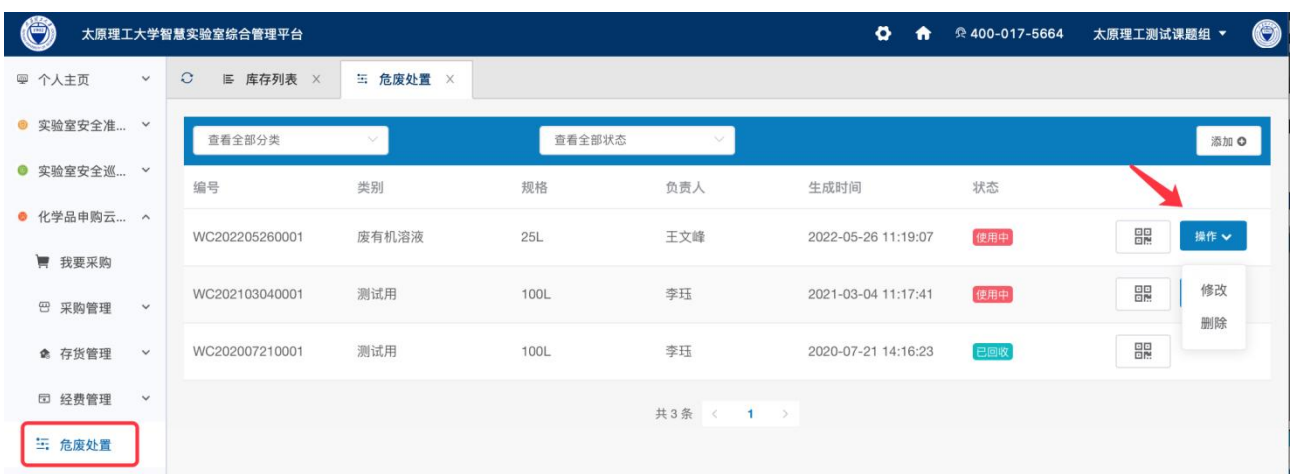 太原理工大学智慧实验室综合管理平台
400-017-5664
太原理工测试课题组
个人主页
库存列表
危废处置
实验室安全准...
查看全部分类
查看全部状态
添加
实验室安全巡...
编号 类别 规格 负责人 生成时间 状态
化学品申购云...
WC202205260001 废有机溶液 25L 王文峰 2022-05-26 11:19:07 使用中 操作
我要采购
WC202103040001 测试用 100L 李珏 2021-03-04 11:17:41 使用中
修改
采购管理
删除
存货管理
WC202007210001 测试用 100L 李珏 2020-07-21 14:16:23 已回收
经费管理
共 3 条 1
危废处置